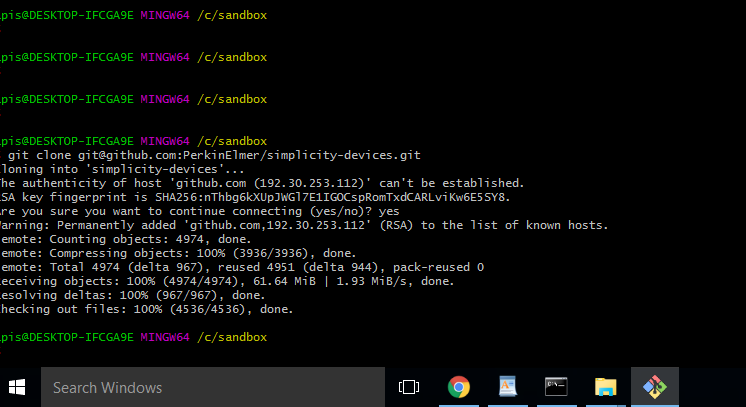 pis@DESKTOP-IFCGA9E MINGW64 /c/sandbox
pis@DESKTOP-IFCGA9E MINGW64 /c/sandbox
pis@DESKTOP-IFCGA9E MINGW64 /c/sandbox
pis@DESKTOP-IFCGA9E MINGW64 /c/sandbox
git clone git@github.com:PerkinElmer/simplicity-devices.git
loning into 'simplicity-devices'...
he authenticity of host 'github.com (192.30.253.112)' can't be established.
SA key fingerprint is SHA256:nThbg6kXUpJWGl7E1IGOCspRomTxdCARLviKw6E5SY8.
re you sure you want to continue connecting (yes/no)? yes
arning: Permanently added 'github.com,192.30.253.112' (RSA) to the list of known hosts.
emote: Counting objects: 4974, done.
emote: Compressing objects: 100% (3936/3936), done.
emote: Total 4974 (delta 967), reused 4951 (delta 944), pack-reused 0
eceiving objects: 100% (4974/4974), 61.64 MiB | 1.93 MiB/s, done.
esolving deltas: 100% (967/967), done.
hecking out files: 100% (4536/4536), done.
pis@DESKTOP-IFCGA9E MINGW64 /c/sandbox
Search Windows